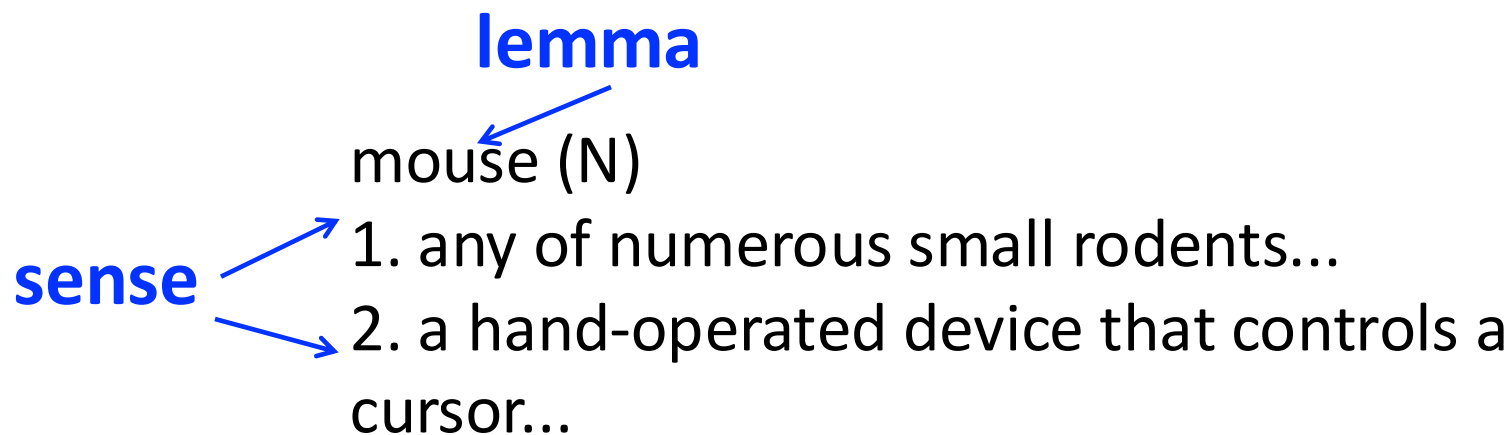 lemma
mouse (N)
1. any of numerous small rodents...
sense
2. a hand-operated device that controls a
cursor...